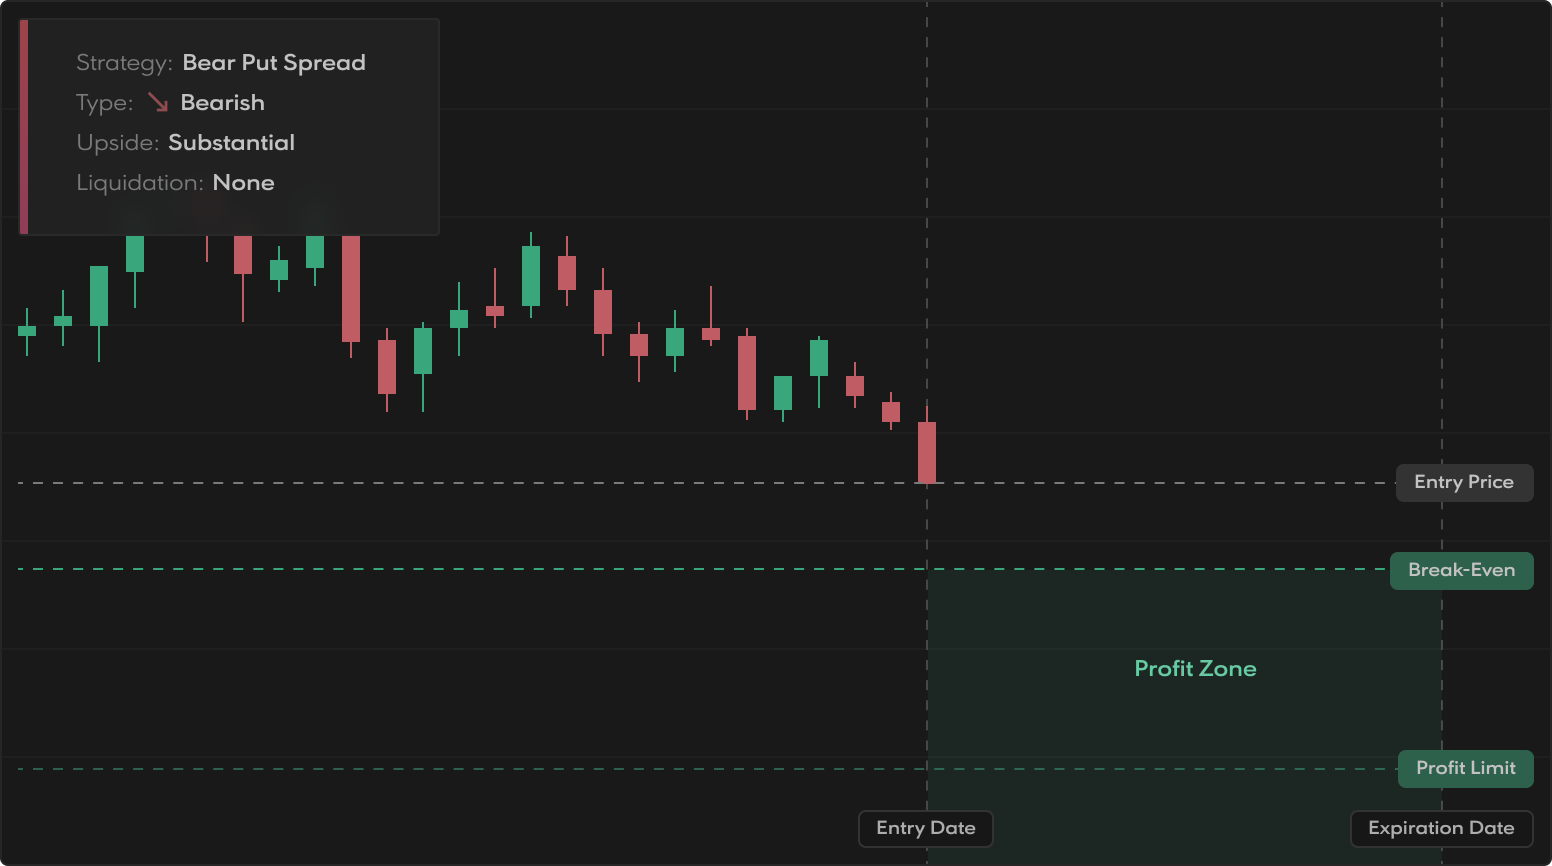 Strategy: Bear Put Spread
Type: ↘ Bearish
Upside: Substantial
Liquidation: None
Entry Price
Break-Even
Profit Zone
Profit Limit
Entry Date
Expiration Date